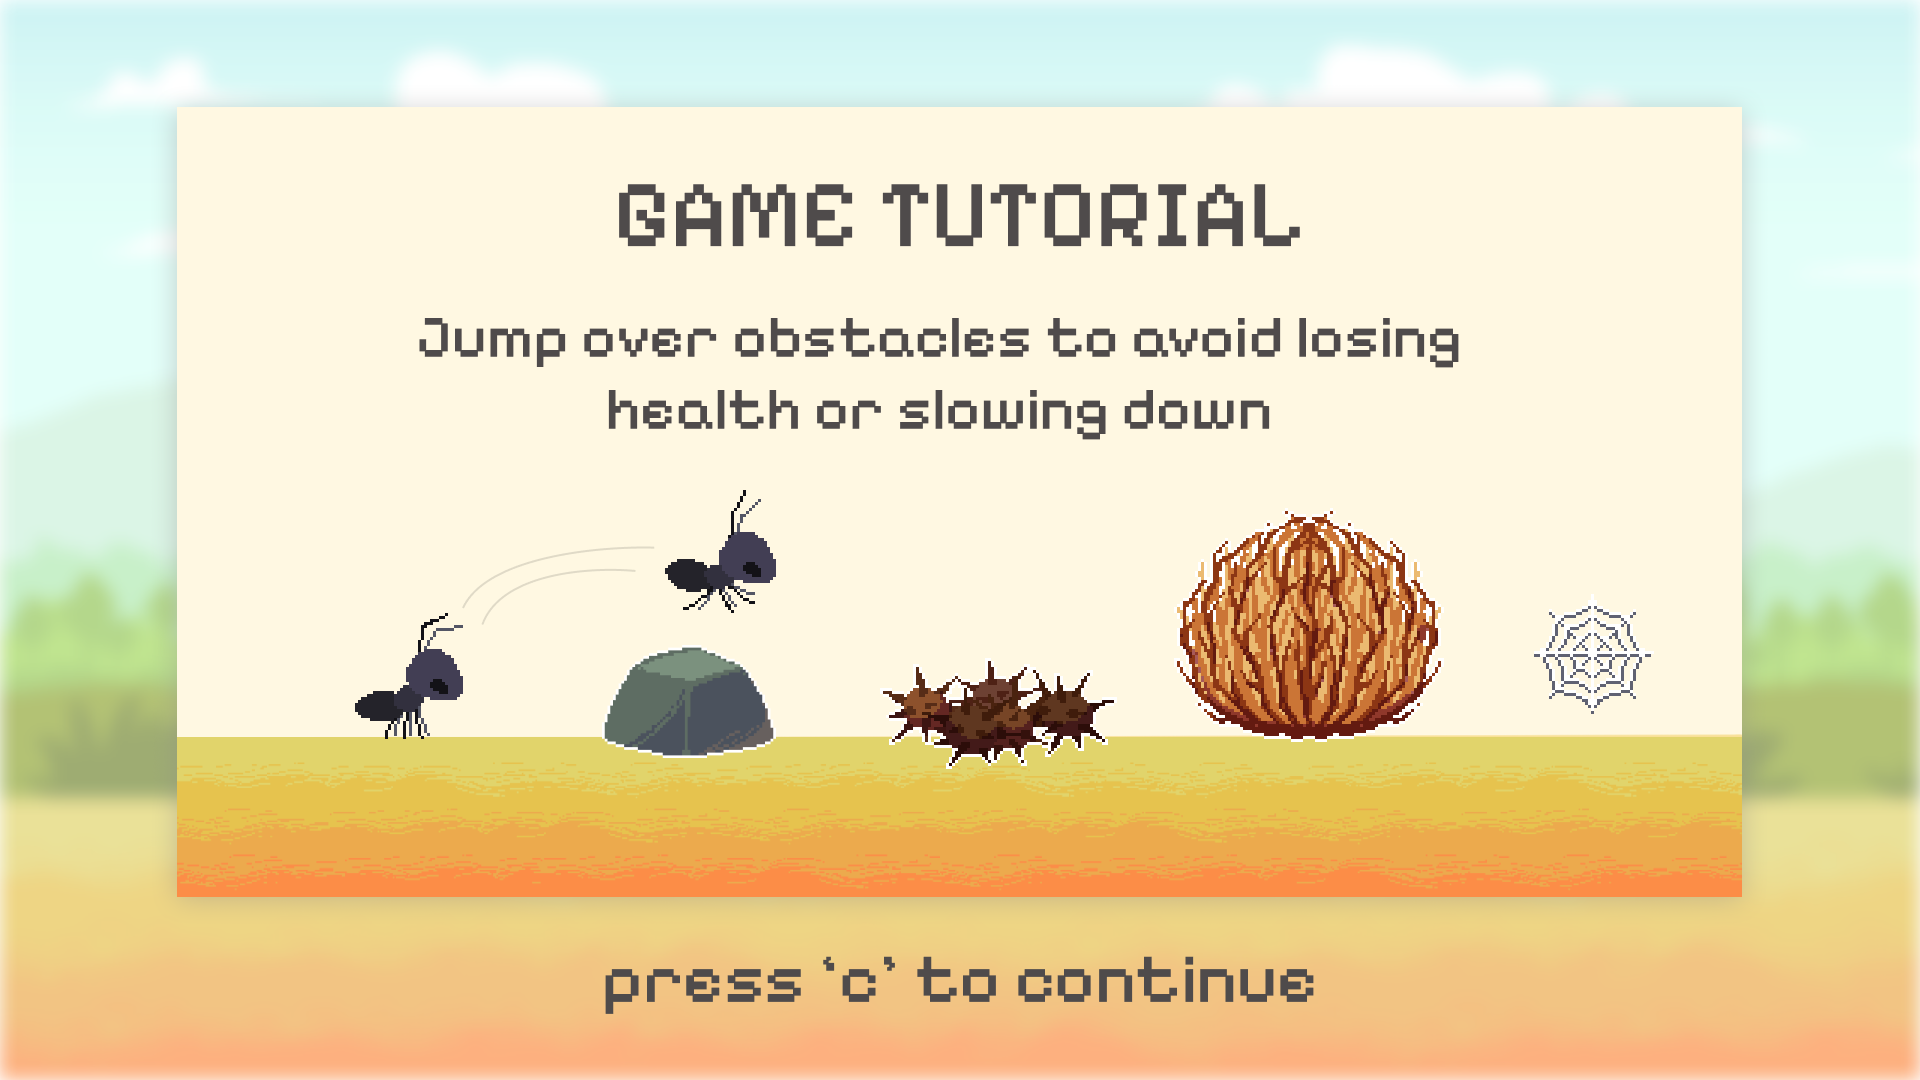 GAME TUTORIAL
Jump over obstacles to avoid losing
health or slowing down
press ‘c’ to continue